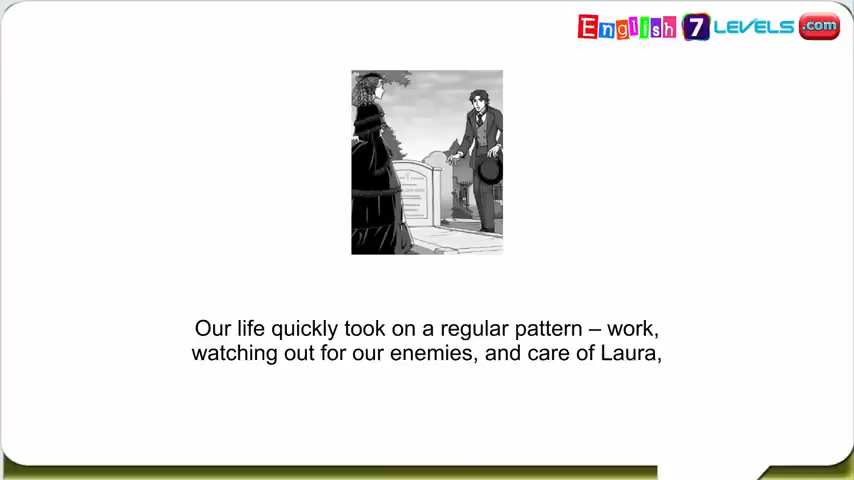 English 7 LEVELS .com
Our life quickly took on a regular pattern – work,
watching out for our enemies, and care of Laura,